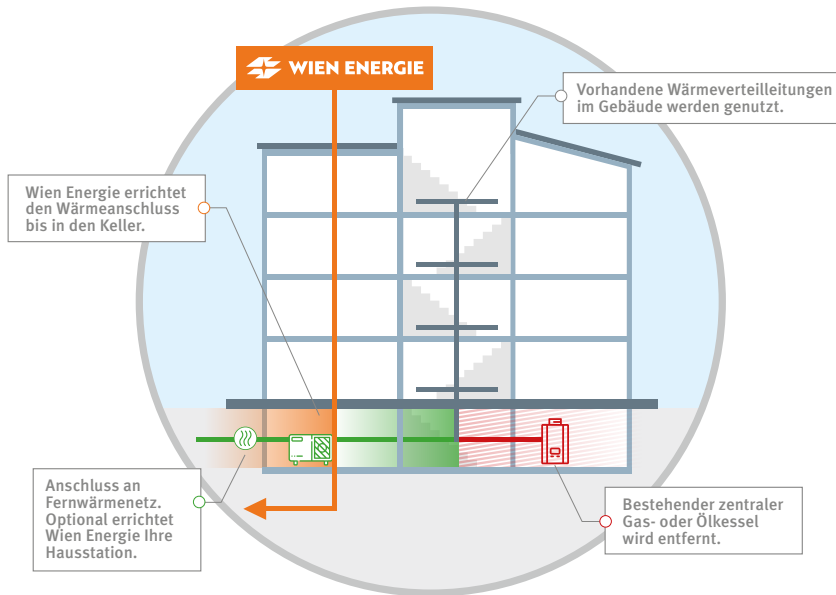 WIEN ENERGIE
Vorhandene Wärmeverteilleitungen
im Gebäude werden genutzt.
Wien Energie errichtet
den Wärmeanschluss
bis in den Keller.
Anschluss an
Fernwärmenetz.
Optional errichtet
Wien Energie Ihre
Hausstation.
Bestehender zentraler
Gas- oder Ölkessel
wird entfernt.